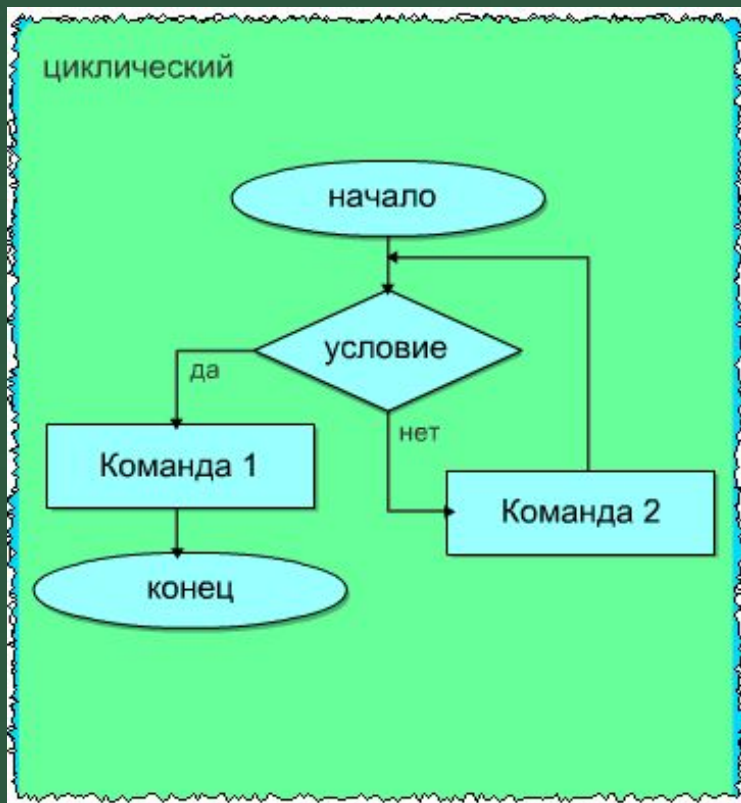 циклический
начало
условие
да
нет
Команда 1
Команда 2
конец